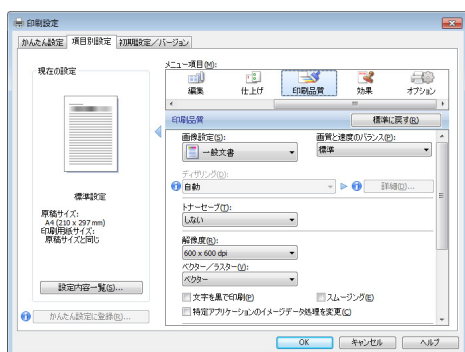 印刷設定
かんたん設定 項目別設定 初期設定／バージョン
現在の設定
標準設定
原稿サイズ:
A4 (210 x 297 mm)
印刷用紙サイズ:
原稿サイズと同じ
設定内容一覧(S)...
かんたん設定に登録(R)...
メニュー項目(M):
編集 仕上げ 印刷品質 効果 オプション
印刷品質 標準に戻す(R)
画像設定(S): 画質と速度のバランス(P):
一般文書 標準
ディザリング(D):
自動 詳細(D)...
トナーセーブ(T):
しない
解像度(R):
600 x 600 dpi
ベクター／ラスター(V):
ベクター
文字を黒で印刷(P) スムージング(E)
特定アプリケーションのイメージデータ処理を変更(C)
OK キャンセル ヘルプ